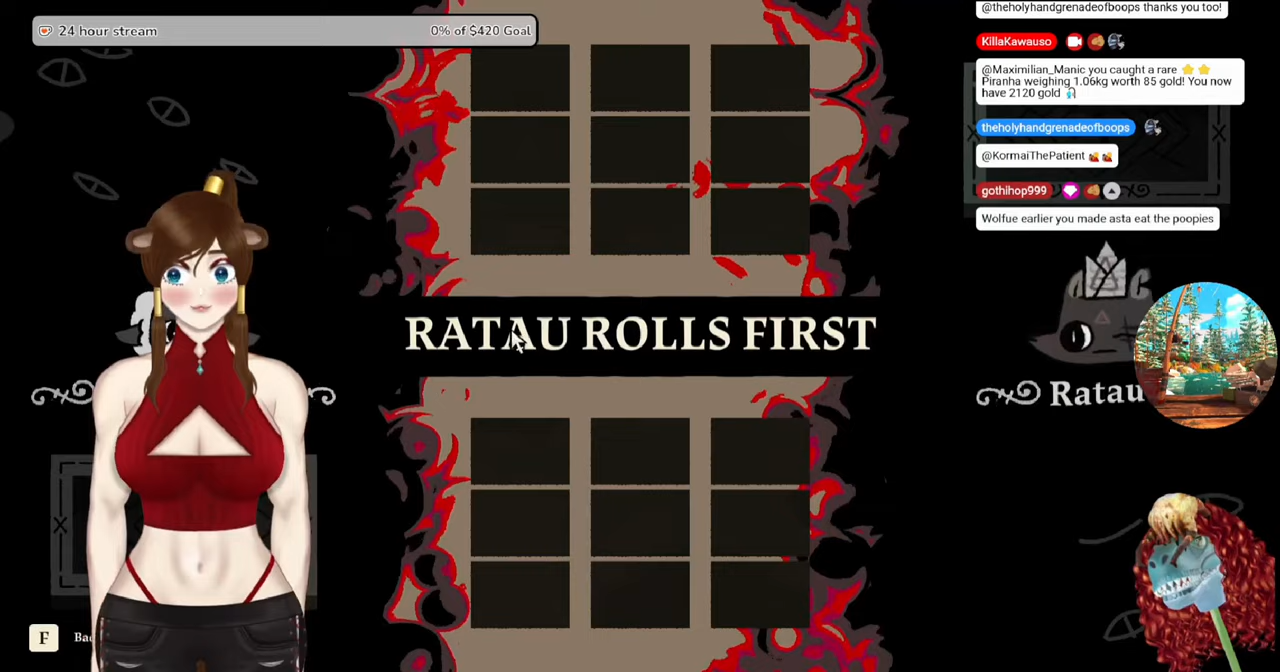 24 hour stream 0% of $420 Goal
@theholyhandgrenadeofboops thanks you too!
KillaKawauso
@Maximilian_Manic you caught a rare ⭐ ⭐
Piranha weighing 1.06kg worth 85 gold! You now
have 2120 gold 🎣
theholyhandgrenadeofboops
@KormaiThePatient
gothihop999
Wolfue earlier you made asta eat the poopies
RATAU ROLLS FIRST
Ratau
F